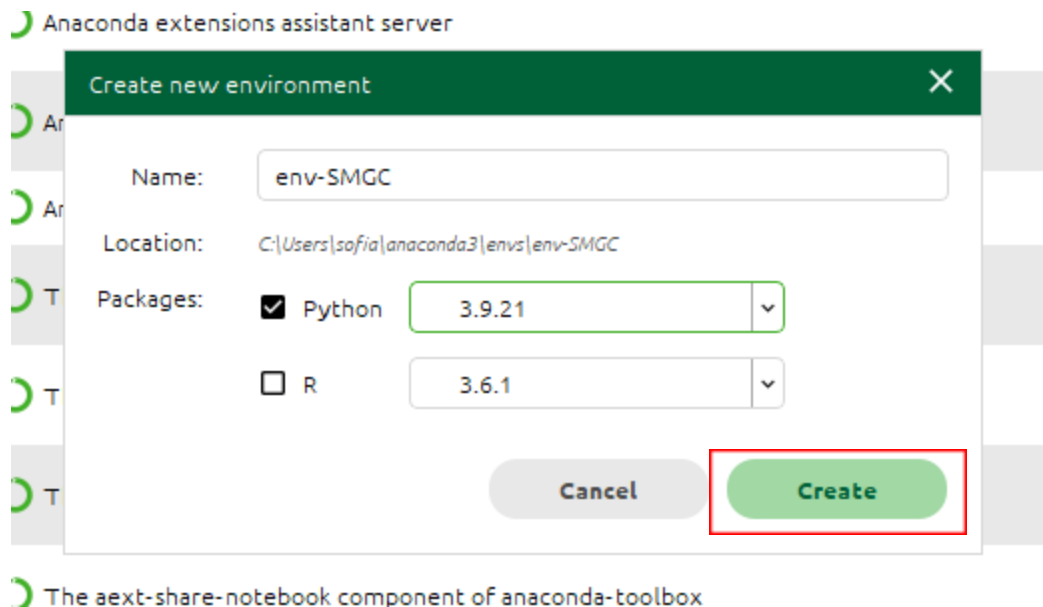 Anaconda extensions assistant server
Create new environment
Name: env-SMGC
Location: C:\Users\sofia\anaconda3\envs\env-SMGC
Packages: Python 3.9.21
R 3.6.1
Cancel Create
The aext-share-notebook component of anaconda-toolbox